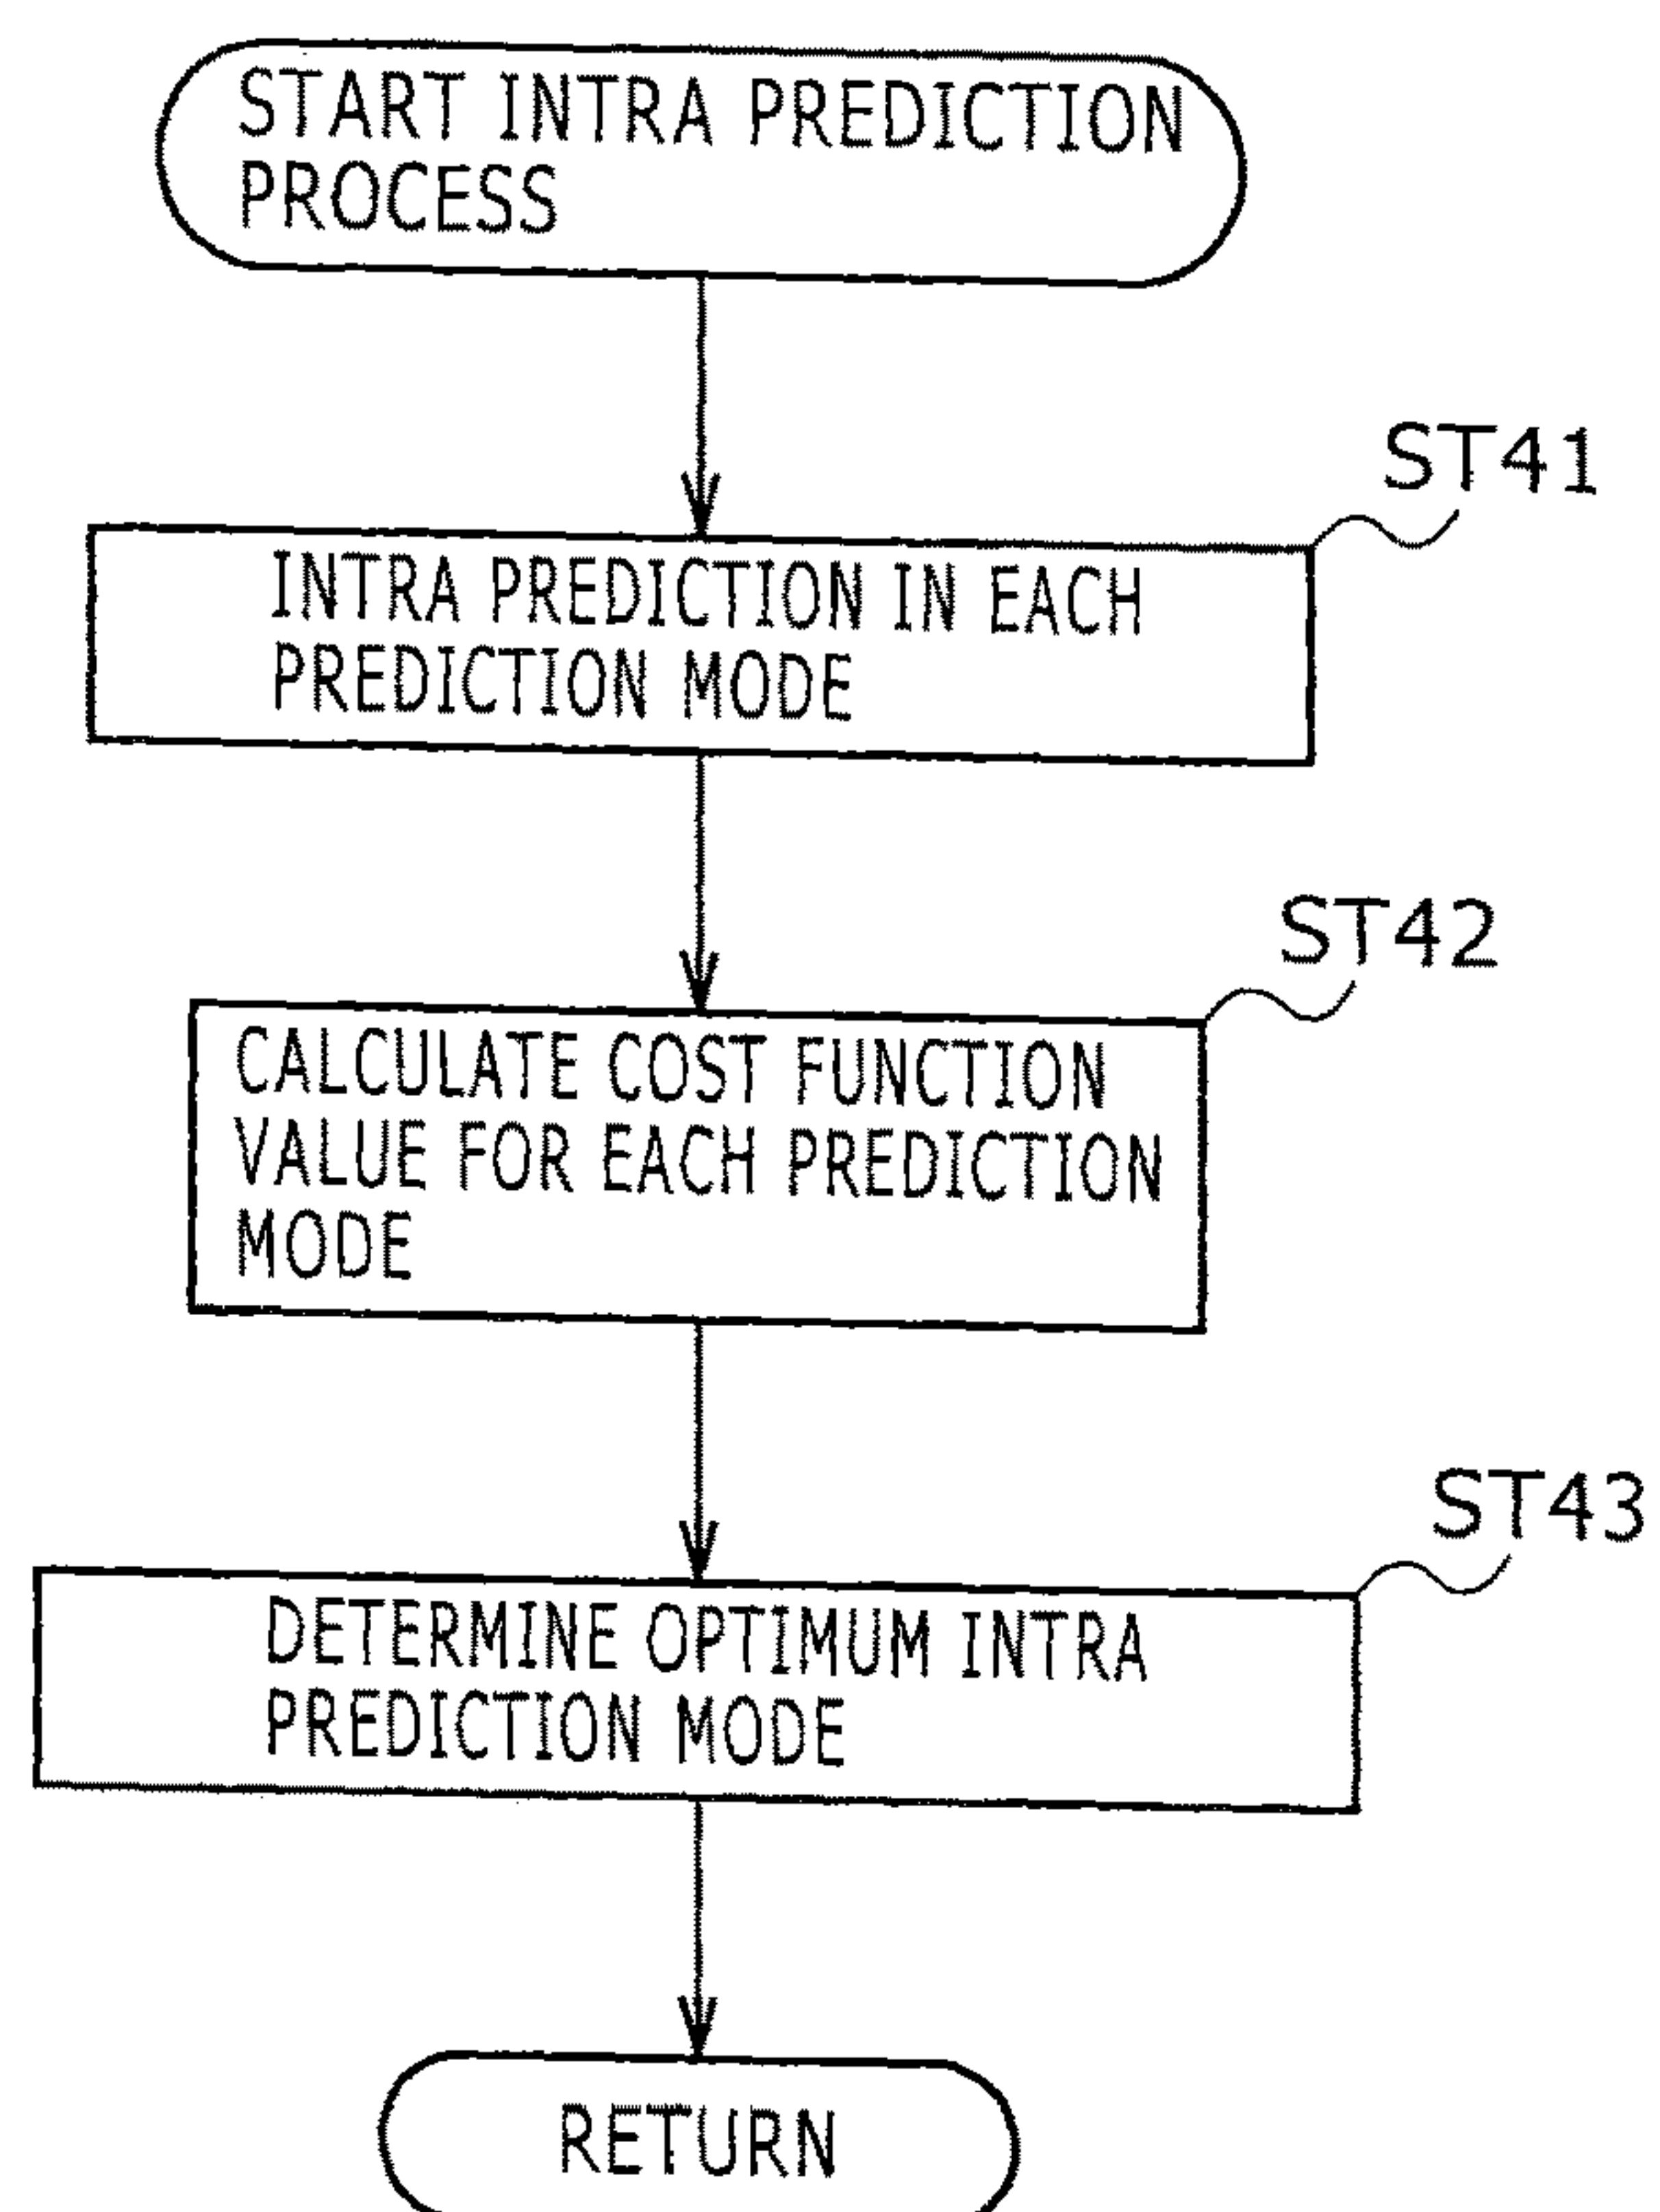 START INTRA PREDICTION
PROCESS
ST41
INTRA PREDICTION IN EACH
PREDICTION MODE
ST42
CALCULATE COST FUNCTION
VALUE FOR EACH PREDICTION
MODE
ST43
DETERMINE OPTIMUM INTRA
PREDICTION MODE
RETURN